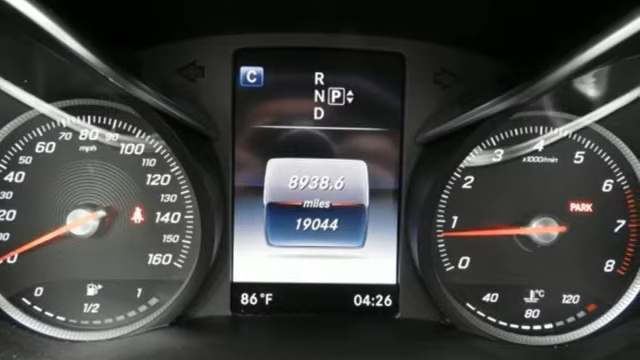 C
R
N P
D
8938.6
miles
19044
86°F 04:26
0 20 40 60 70 80 90 100 110 120 130 140 150 160
mph
0 1/2 1
0 1 2 3 4 5 6 7 8
x1000/min
PARK
40 80 120
°C